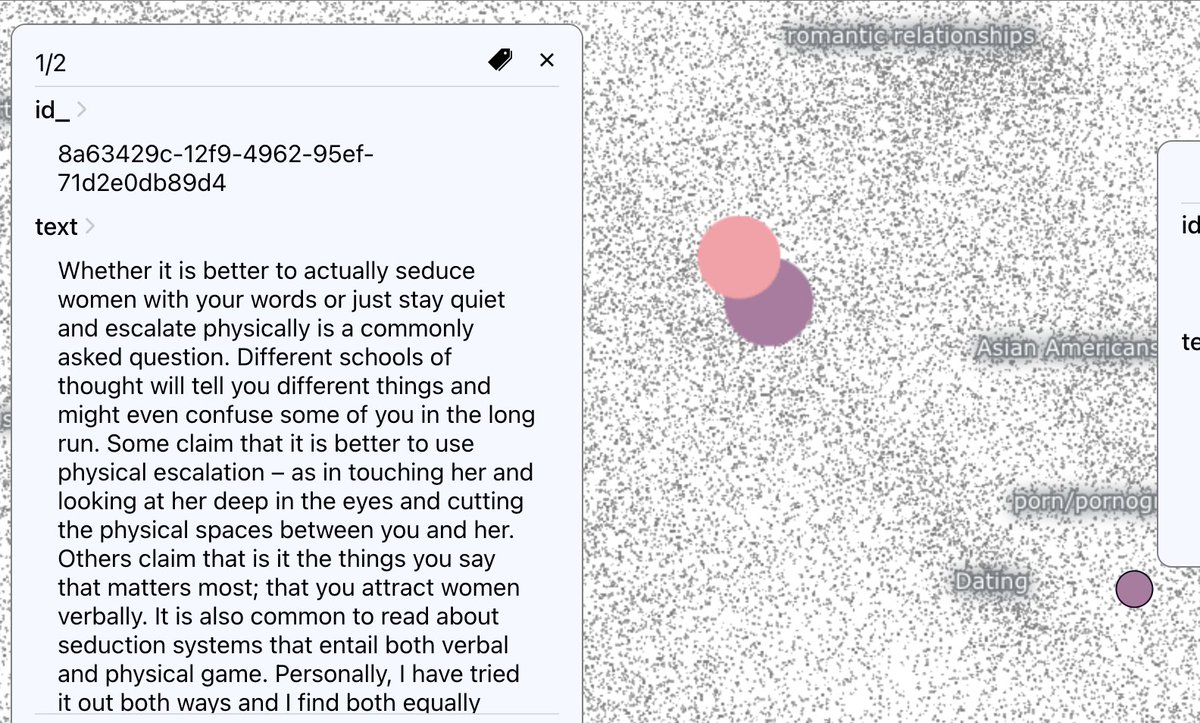 1/2
id_
8a63429c-12f9-4962-95ef-
71d2e0db89d4
text
Whether it is better to actually seduce
women with your words or just stay quiet
and escalate physically is a commonly
asked question. Different schools of
thought will tell you different things and
might even confuse some of you in the long
run. Some claim that it is better to use
physical escalation – as in touching her and
looking at her deep in the eyes and cutting
the physical spaces between you and her.
Others claim that is it the things you say
that matters most; that you attract women
verbally. It is also common to read about
seduction systems that entail both verbal
and physical game. Personally, I have tried
it out both ways and I find both equally
romantic relationships
Asian Americans
porn/pornogr
Dating
id
te